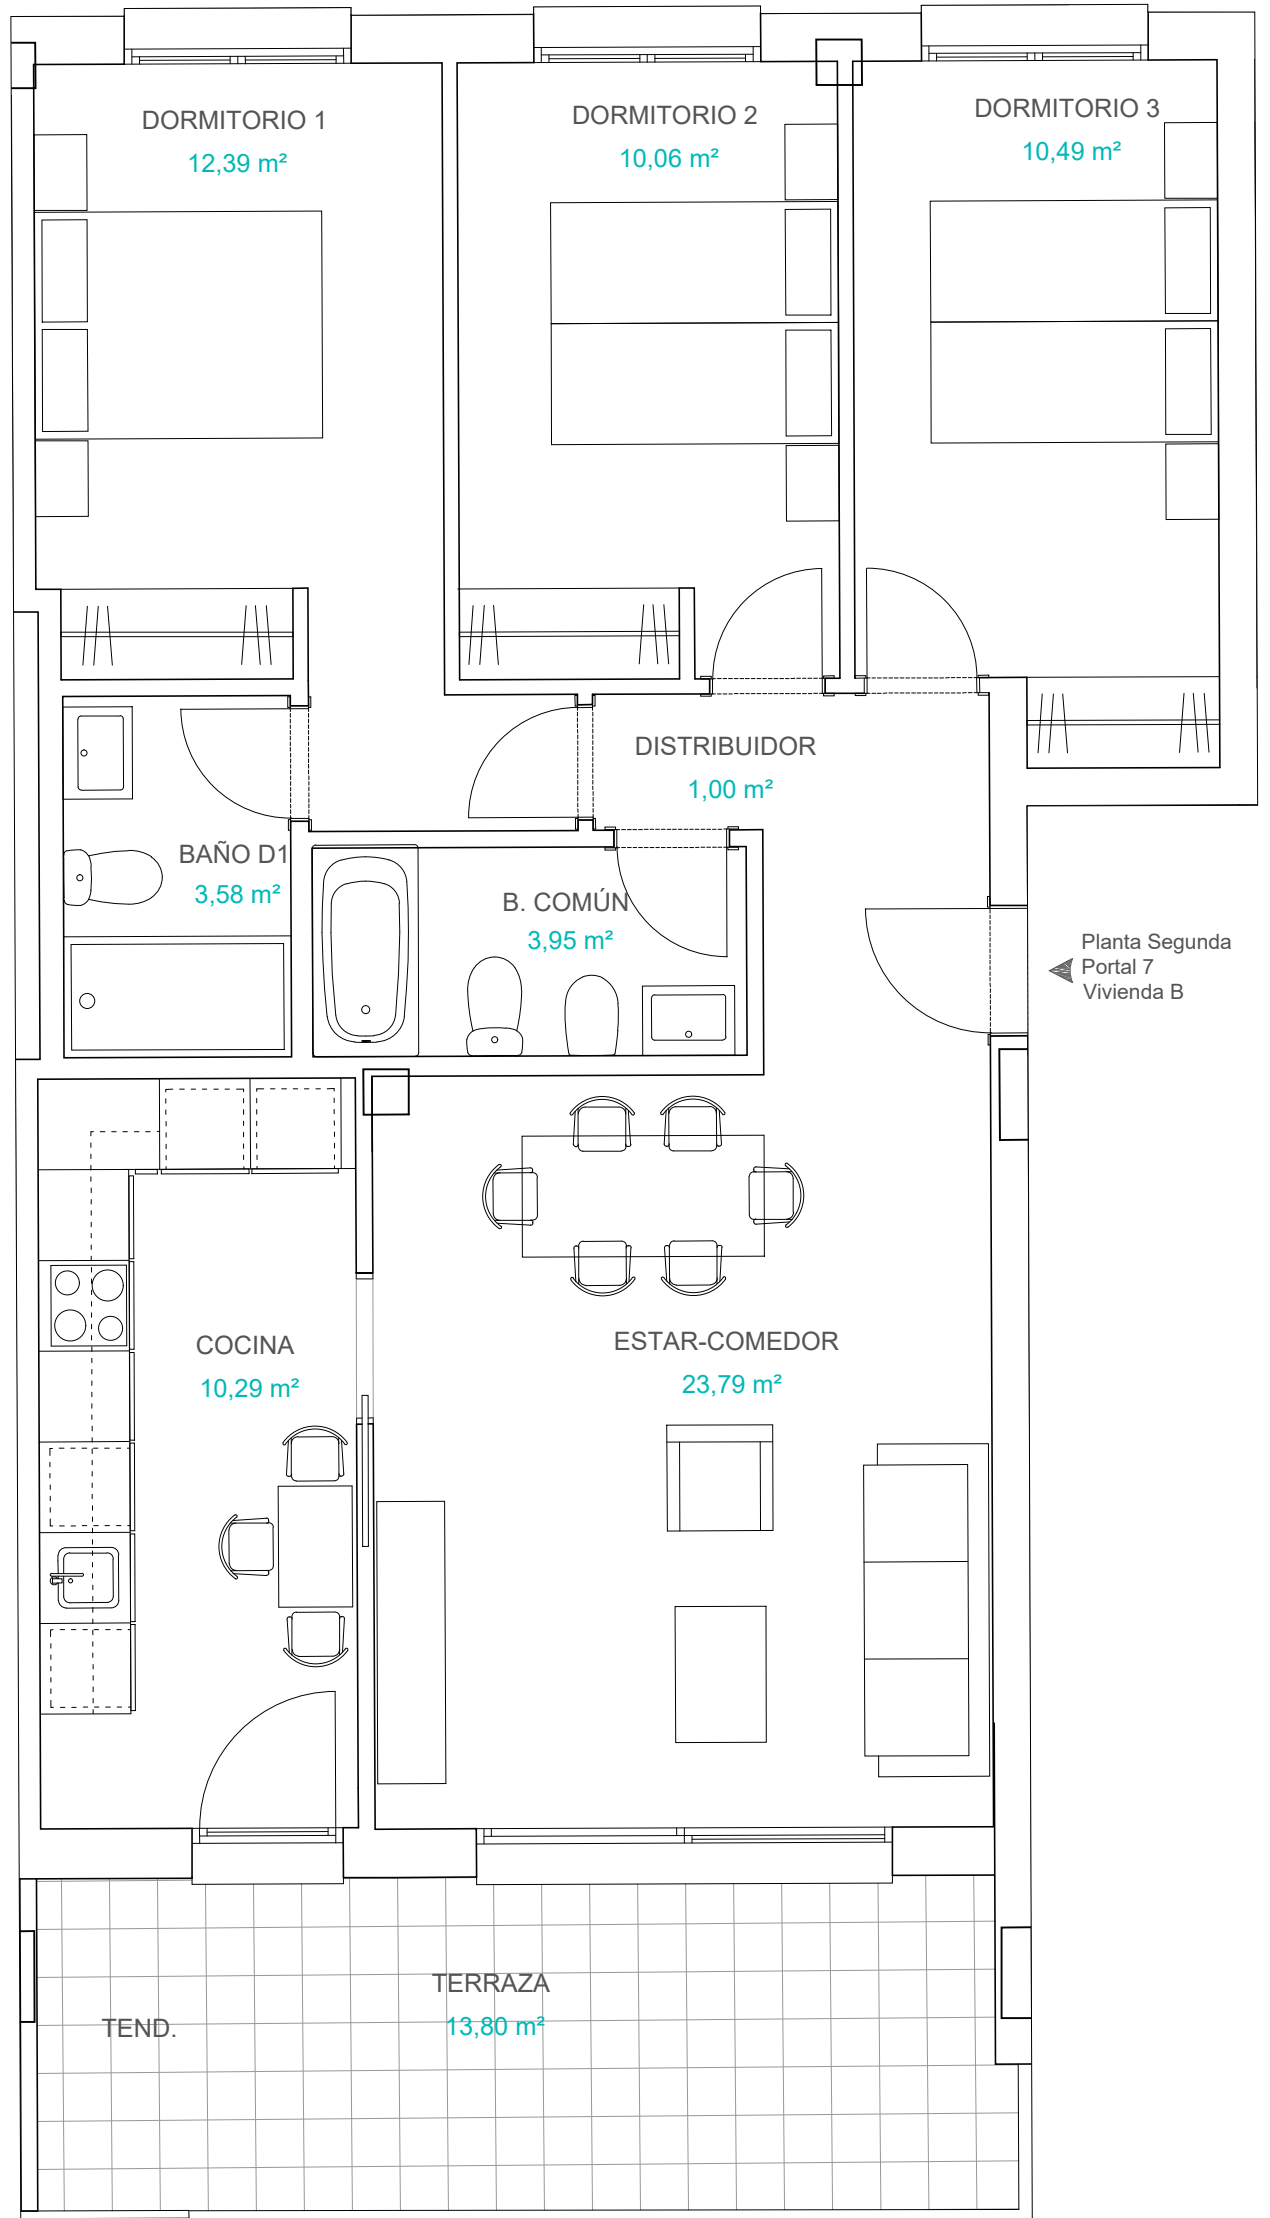 DORMITORIO 1
12,39 m²
DORMITORIO 2
10,06 m²
DORMITORIO 3
10,49 m²
DISTRIBUIDOR
1,00 m²
BAÑO D1
3,58 m²
B. COMÚN
3,95 m²
Planta Segunda
Portal 7
Vivienda B
COCINA
10,29 m²
ESTAR-COMEDOR
23,79 m²
TERRAZA
13,80 m²
TEND.